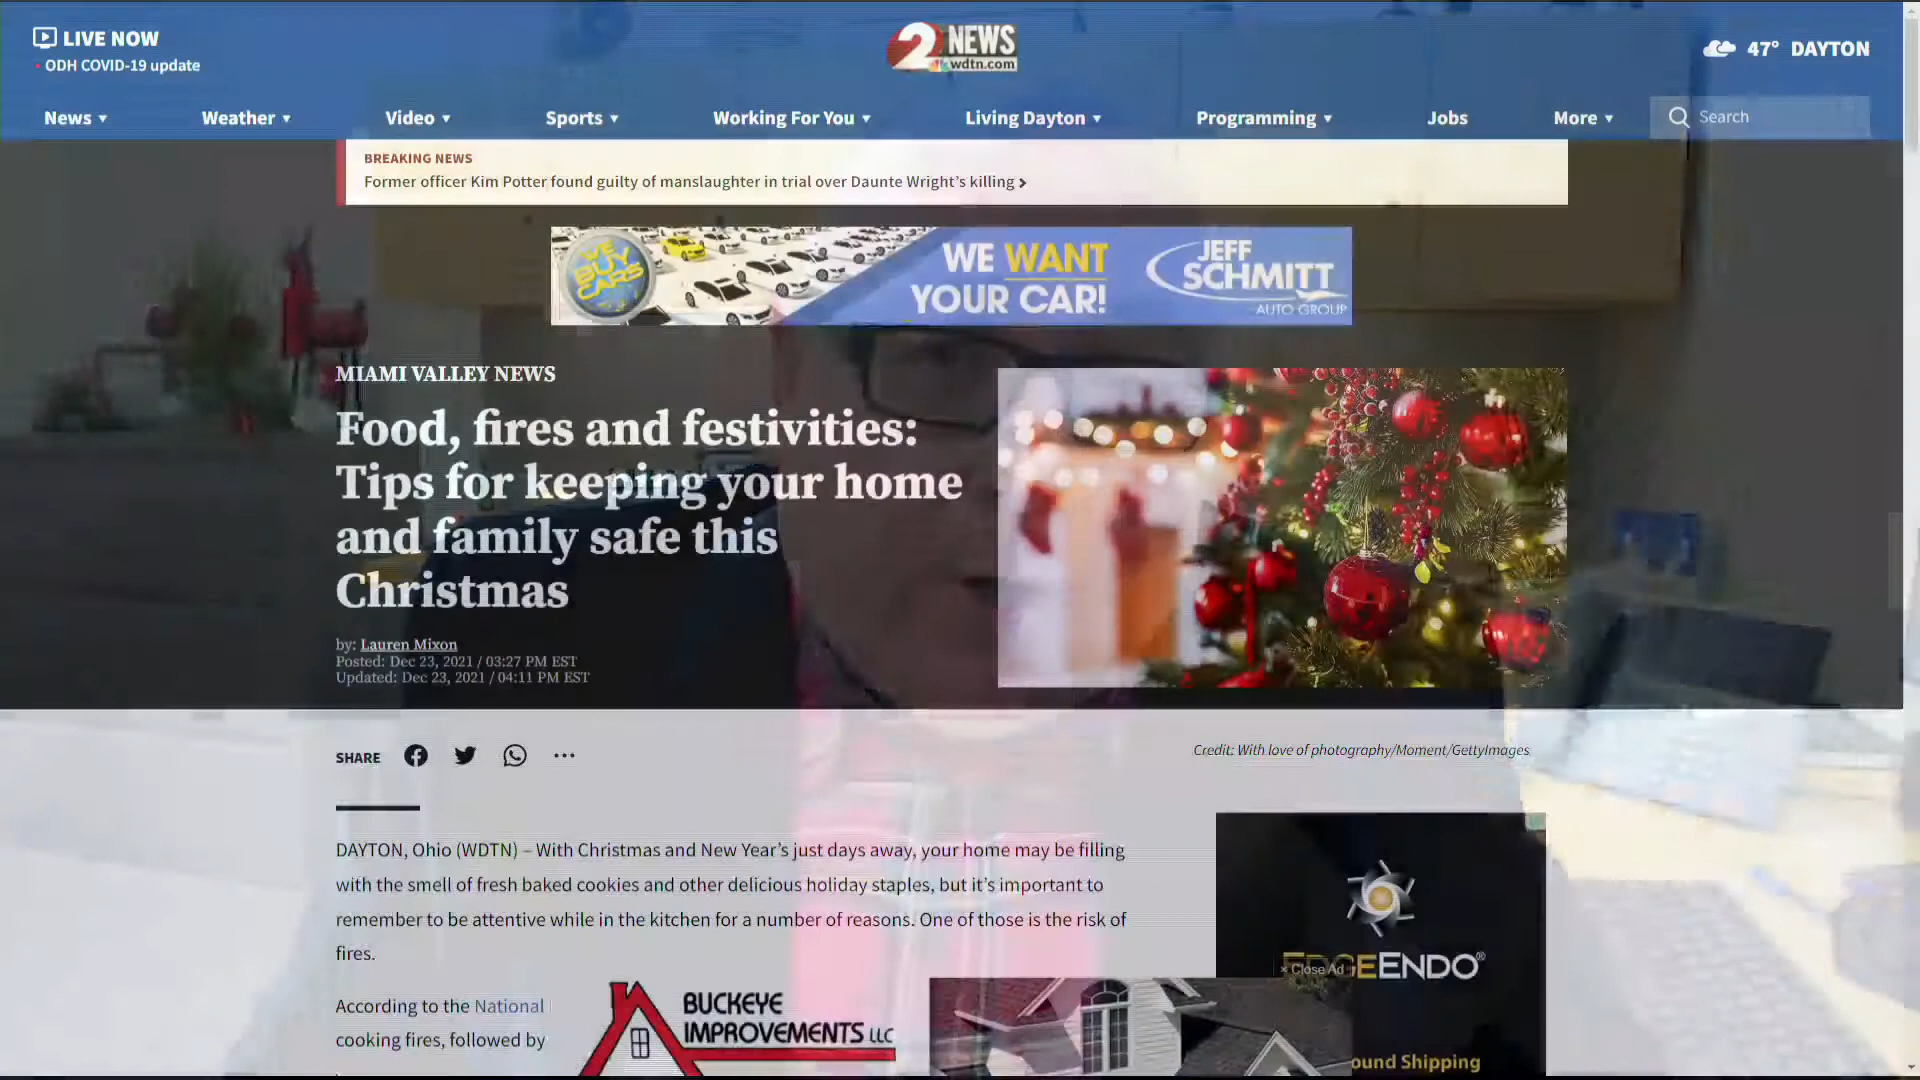 LIVE NOW
ODH COVID-19 update
2 NEWS
wdtn.com
47° DAYTON
News
Weather
Video
Sports
Working For You
Living Dayton
Programming
Jobs
More
Search
BREAKING NEWS
Former officer Kim Potter found guilty of manslaughter in trial over Daunte Wright's killing
WE BUY CARS
WE WANT
YOUR CAR!
JEFF
SCHMITT
AUTO GROUP
MIAMI VALLEY NEWS
Food, fires and festivities:
Tips for keeping your home
and family safe this
Christmas
by: Lauren Mixon
Posted: Dec 23, 2021 / 03:27 PM EST
Updated: Dec 23, 2021 / 04:11 PM EST
SHARE
Credit: With love of photography/Moment/GettyImages
DAYTON, Ohio (WDTN) – With Christmas and New Year's just days away, your home may be filling
with the smell of fresh baked cookies and other delicious holiday staples, but it's important to
remember to be attentive while in the kitchen for a number of reasons. One of those is the risk of
fires.
EDGEENDO®
× Close Ad
According to the National
cooking fires, followed by
BUCKEYE
IMPROVEMENTS LLC
ound Shipping